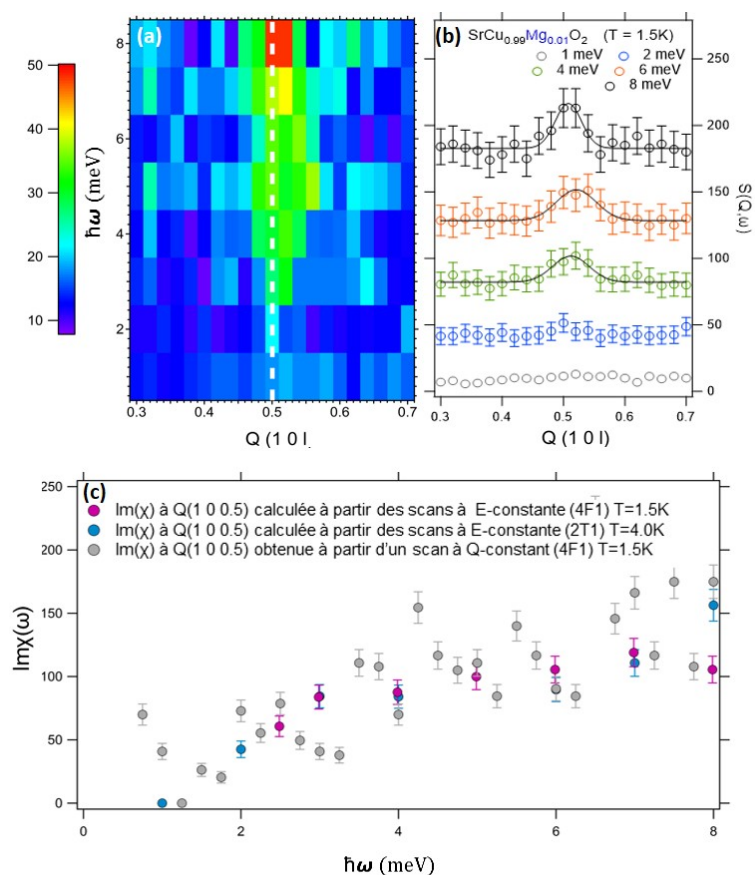 (a)
50
40
30
20
10
ħω (meV)
8
6
4
2
0.3 0.4 0.5 0.6 0.7
Q (1 0 l
(b) SrCu0.99Mg0.01O2 (T = 1.5K)
1 meV 2 meV
4 meV 6 meV
8 meV
250
200
150
100
50
0
S(Q,ω)
0.3 0.4 0.5 0.6 0.7
Q (1 0 l)
(c)
Im(χ) à Q(1 0 0.5) calculée à partir des scans à E-constante (4F1) T=1.5K
Im(χ) à Q(1 0 0.5) calculée à partir des scans à E-constante (2T1) T=4.0K
Im(χ) à Q(1 0 0.5) obtenue à partir d'un scan à Q-constant (4F1) T=1.5K
250
200
150
100
50
0
Imχ(ω)
0 2 4 6 8
ħω (meV)